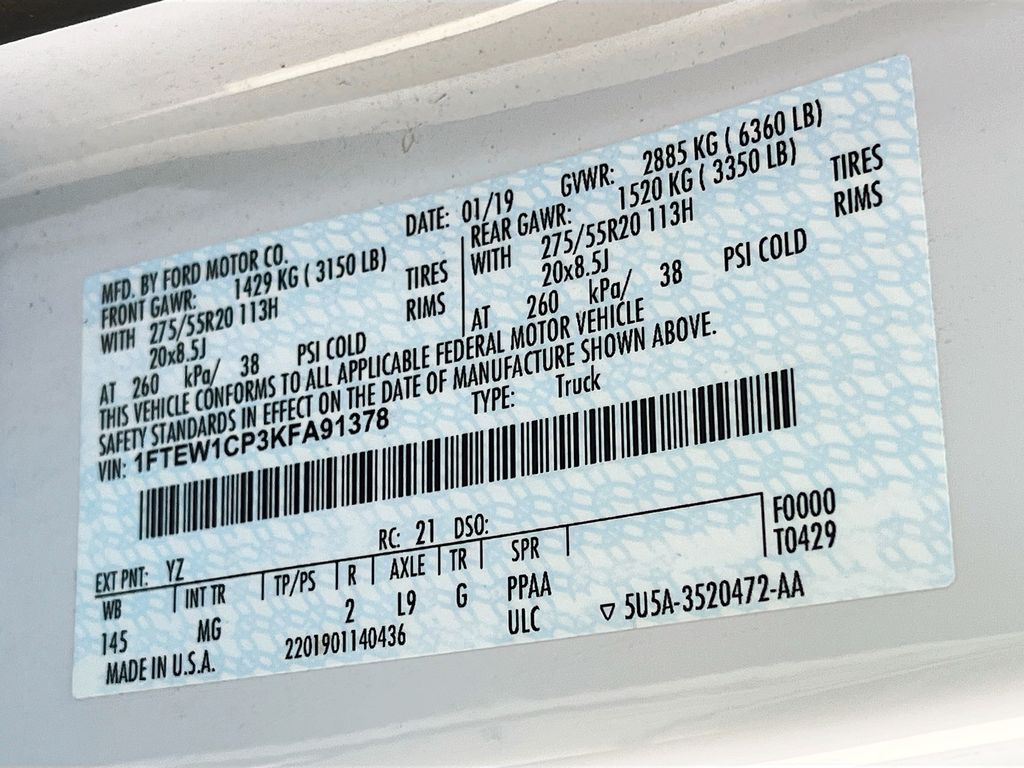 MFD. BY FORD MOTOR CO.
DATE: 01/19 GVWR: 2885 KG ( 6360 LB)
FRONT GAWR: 1429 KG ( 3150 LB)
WITH 275/55R20 113H TIRES
20x8.5J RIMS
AT 260 kPa/ 38 PSI COLD
REAR GAWR: 1520 KG ( 3350 LB)
WITH 275/55R20 113H TIRES
20x8.5J RIMS
AT 260 kPa/ 38 PSI COLD
THIS VEHICLE CONFORMS TO ALL APPLICABLE FEDERAL MOTOR VEHICLE
SAFETY STANDARDS IN EFFECT ON THE DATE OF MANUFACTURE SHOWN ABOVE.
VIN: 1FTEW1CP3KFA91378 TYPE: Truck
EXT PNT: YZ RC: 21 DSO:
WB INT TR TP/PS R AXLE TR SPR
145 MG 2 L9 G PPAA
F0000
T0429
MADE IN U.S.A. 2201901140436 ULC ▽ 5U5A-3520472-AA